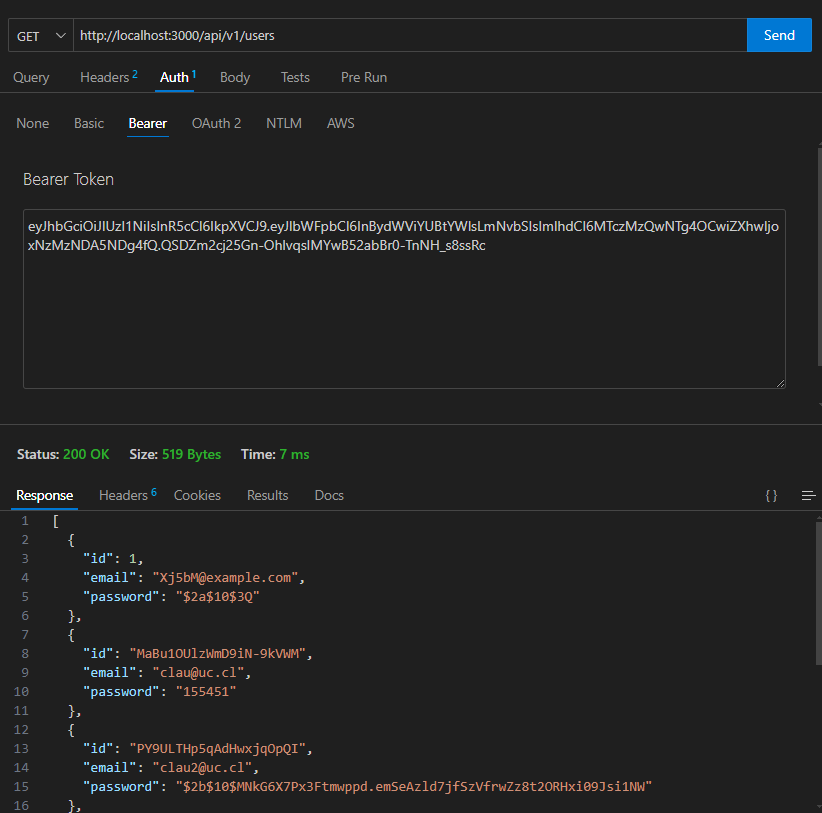 GET http://localhost:3000/api/v1/users Send
Query Headers 2 Auth 1 Body Tests Pre Run
None Basic Bearer OAuth 2 NTLM AWS
Bearer Token
eyJhbGciOiJIUzI1NiIsInR5cCI6IkpXVCJ9.eyJlbWFpbCI6InBydWViYUBtYWlsLmNvbSIsImlhdCI6MTczMzQwNTg4OCwiZXhwIjo
xNzMzNDA5NDg4fQ.QSDZm2cj25Gn-OhIvqslMYwB52abBr0-TnNH_s8ssRc
Status: 200 OK Size: 519 Bytes Time: 7 ms
Response Headers 6 Cookies Results Docs { }
1 [
2 {
3 "id": 1,
4 "email": "Xj5bM@example.com",
5 "password": "$2a$10$3Q"
6 },
7 {
8 "id": "MaBu1OUlzWmD9iN-9kVWM",
9 "email": "clau@uc.cl",
10 "password": "155451"
11 },
12 {
13 "id": "PY9ULTHp5qAdHwxjqOpQI",
14 "email": "clau2@uc.cl",
15 "password": "$2b$10$MNkG6X7Px3Ftmwppd.emSeAzld7jfSzVfrwZz8t2ORHxi09Jsi1NW"
16 },